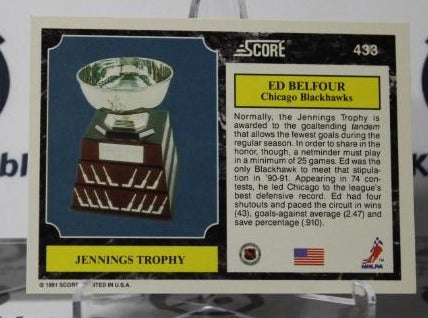 SCORE 433
ED BELFOUR
Chicago Blackhawks
Normally, the Jennings Trophy is
awarded to the goaltending tandem
that allows the fewest goals during the
regular season. In order to share in the
honor, though, a netminder must play
in a minimum of 25 games. Ed was the
only Blackhawk to meet that stipula-
tion in '90-91. Appearing in 74 con-
tests, he led Chicago to the league's
best defensive record. Ed had four
shutouts and paced the circuit in wins
(43), goals-against average (2.47) and
save percentage (.910).
JENNINGS TROPHY
NHLPA
© 1991 SCORE PRINTED IN U.S.A.